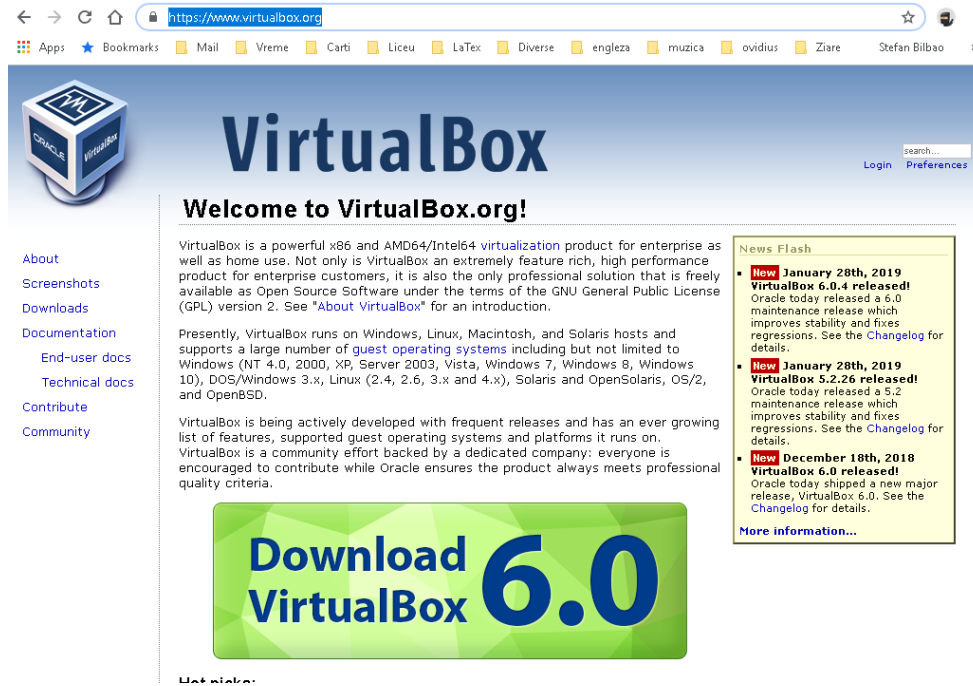 https://www.virtualbox.org
Apps Bookmarks Mail Vreme Carti Liceu LaTex Diverse engleza muzica ovidius Ziare Stefan Bilbao
ORACLE
VirtualBox
VirtualBox
search...
Login Preferences
Welcome to VirtualBox.org!
About
Screenshots
Downloads
Documentation
End-user docs
Technical docs
Contribute
Community
VirtualBox is a powerful x86 and AMD64/Intel64 virtualization product for enterprise as
well as home use. Not only is VirtualBox an extremely feature rich, high performance
product for enterprise customers, it is also the only professional solution that is freely
available as Open Source Software under the terms of the GNU General Public License
(GPL) version 2. See "About VirtualBox" for an introduction.
Presently, VirtualBox runs on Windows, Linux, Macintosh, and Solaris hosts and
supports a large number of guest operating systems including but not limited to
Windows (NT 4.0, 2000, XP, Server 2003, Vista, Windows 7, Windows 8, Windows
10), DOS/Windows 3.x, Linux (2.4, 2.6, 3.x and 4.x), Solaris and OpenSolaris, OS/2,
and OpenBSD.
VirtualBox is being actively developed with frequent releases and has an ever growing
list of features, supported guest operating systems and platforms it runs on.
VirtualBox is a community effort backed by a dedicated company: everyone is
encouraged to contribute while Oracle ensures the product always meets professional
quality criteria.
Download
VirtualBox 6.0
Hot picks:
News Flash
New January 28th, 2019
VirtualBox 6.0.4 released!
Oracle today released a 6.0
maintenance release which
improves stability and fixes
regressions. See the Changelog for
details.
New January 28th, 2019
VirtualBox 5.2.26 released!
Oracle today released a 5.2
maintenance release which
improves stability and fixes
regressions. See the Changelog for
details.
New December 18th, 2018
VirtualBox 6.0 released!
Oracle today shipped a new major
release, VirtualBox 6.0. See the
Changelog for details.
More information...